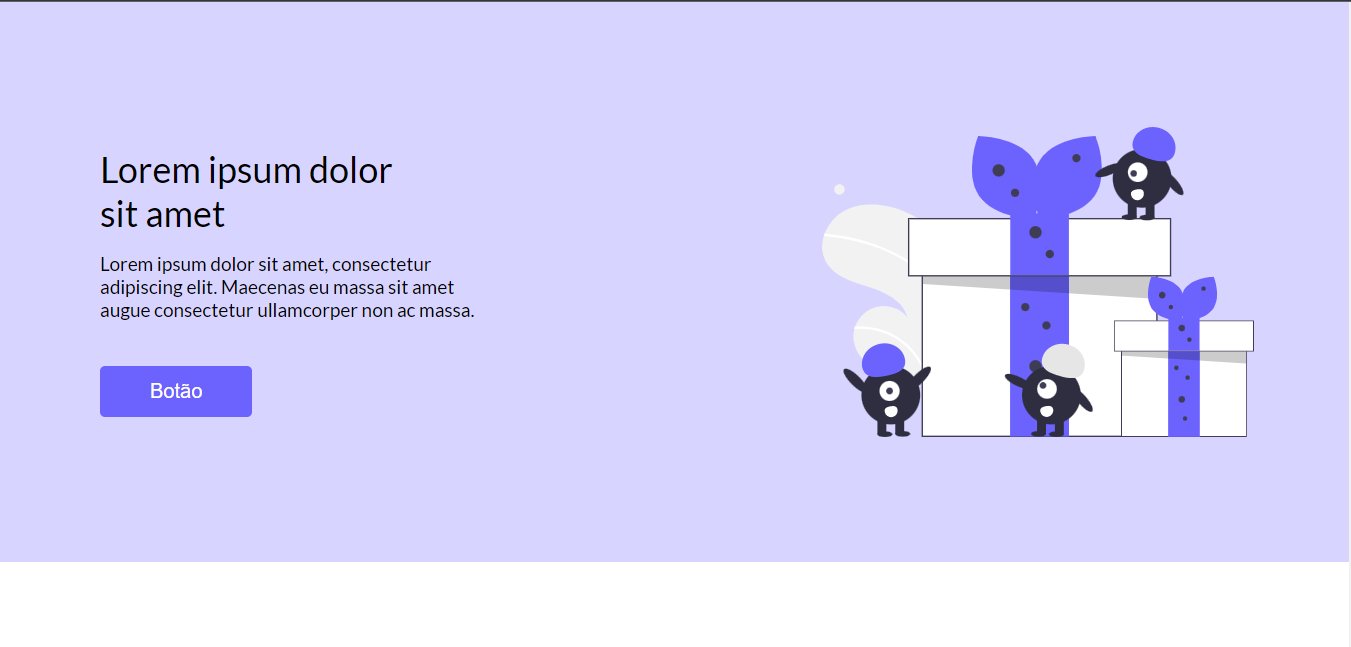 Lorem ipsum dolor
sit amet
Lorem ipsum dolor sit amet, consectetur
adipiscing elit. Maecenas eu massa sit amet
augue consectetur ullamcorper non ac massa.
Botão